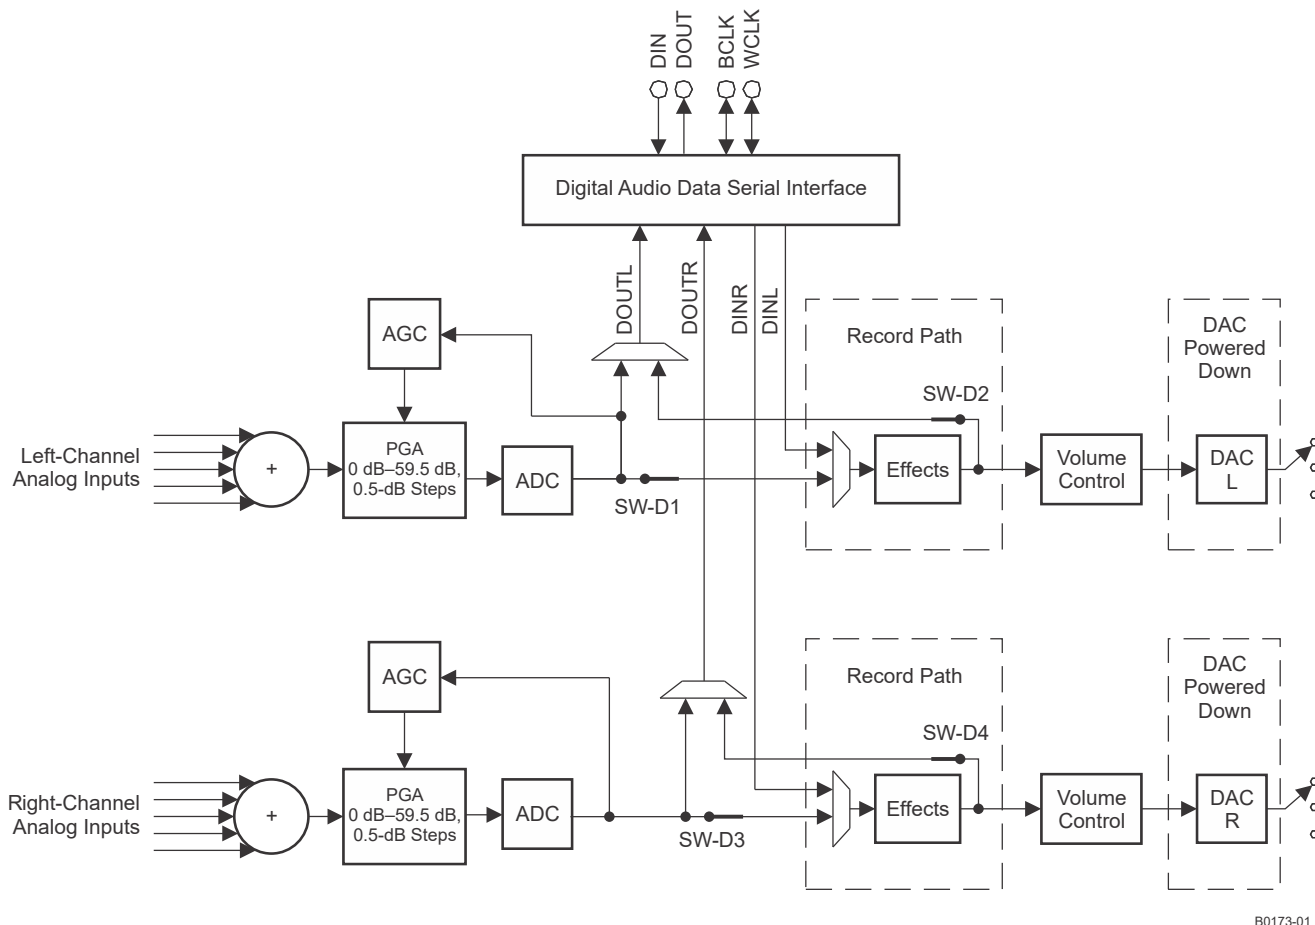 DIN
DOUT
BCLK
WCLK
Digital Audio Data Serial Interface
DOUTL
DOUTR
DINR
DINL
AGC
Record Path
DAC
Powered
Down
SW-D2
Left-Channel
Analog Inputs
+
PGA
0 dB–59.5 dB,
0.5-dB Steps
ADC
SW-D1
Effects
Volume
Control
DAC
L
AGC
Record Path
DAC
Powered
Down
SW-D4
Right-Channel
Analog Inputs
+
PGA
0 dB–59.5 dB,
0.5-dB Steps
ADC
SW-D3
Effects
Volume
Control
DAC
R
B0173-01